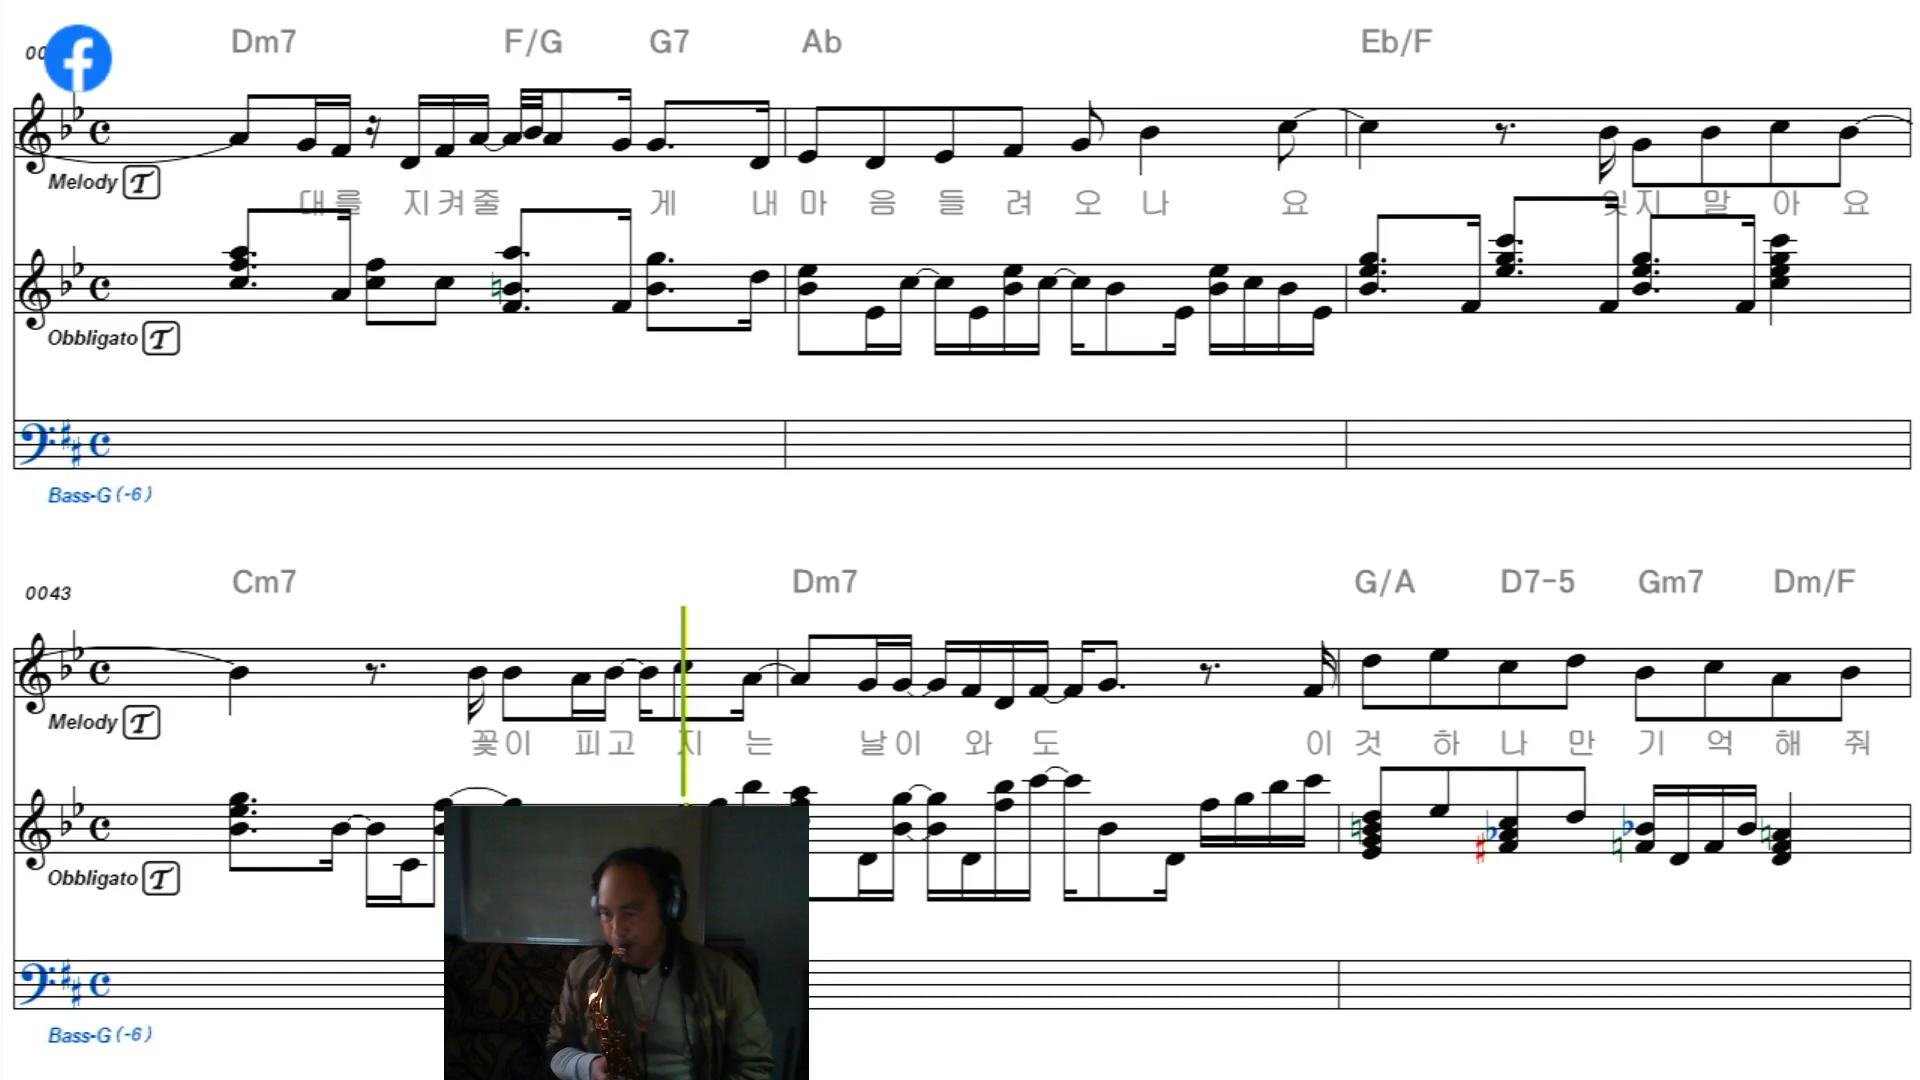 Dm7 F/G G7 Ab Eb/F
Melody T
대를 지켜줄 게 내 마 음 들 려 오 나 요 잊지 말 아 요
Obbligato T
Bass-G (-6)
Cm7 Dm7 G/A D7-5 Gm7 Dm/F
0043
Melody T
꽃이 피고 지 는 날이 와 도 이 것 하 나 만 기 억 해 줘
Obbligato T
Bass-G (-6)